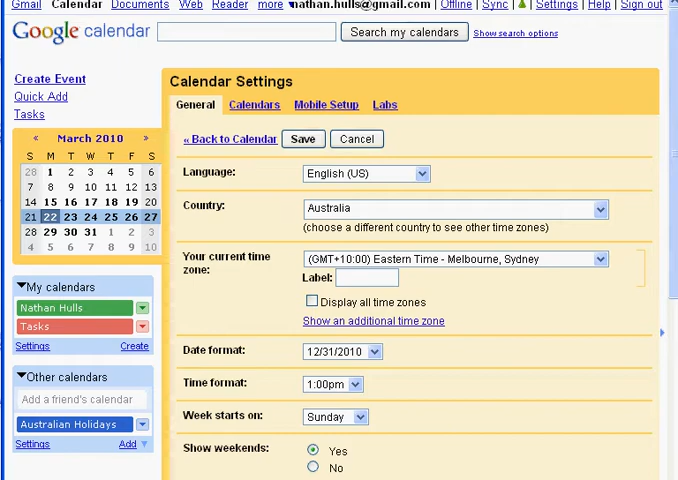 Gmail Calendar Documents Web Reader more ▾ nathan.hulls@gmail.com | Offline | Sync | | Settings | Help | Sign out
Google calendar Search my calendars Show search options
Create Event
Quick Add
Tasks
« March 2010 »
S M T W T F S
28 1 2 3 4 5 6
7 8 9 10 11 12 13
14 15 16 17 18 19 20
21 22 23 24 25 26 27
28 29 30 31 1 2 3
4 5 6 7 8 9 10
My calendars
Nathan Hulls
Tasks
Settings Create
Other calendars
Add a friend's calendar
Australian Holidays
Settings Add
Calendar Settings
General Calendars Mobile Setup Labs
« Back to Calendar Save Cancel
Language: English (US)
Country: Australia
(choose a different country to see other time zones)
Your current time zone: (GMT+10:00) Eastern Time - Melbourne, Sydney
Label:
Display all time zones
Show an additional time zone
Date format: 12/31/2010
Time format: 1:00pm
Week starts on: Sunday
Show weekends: Yes
No